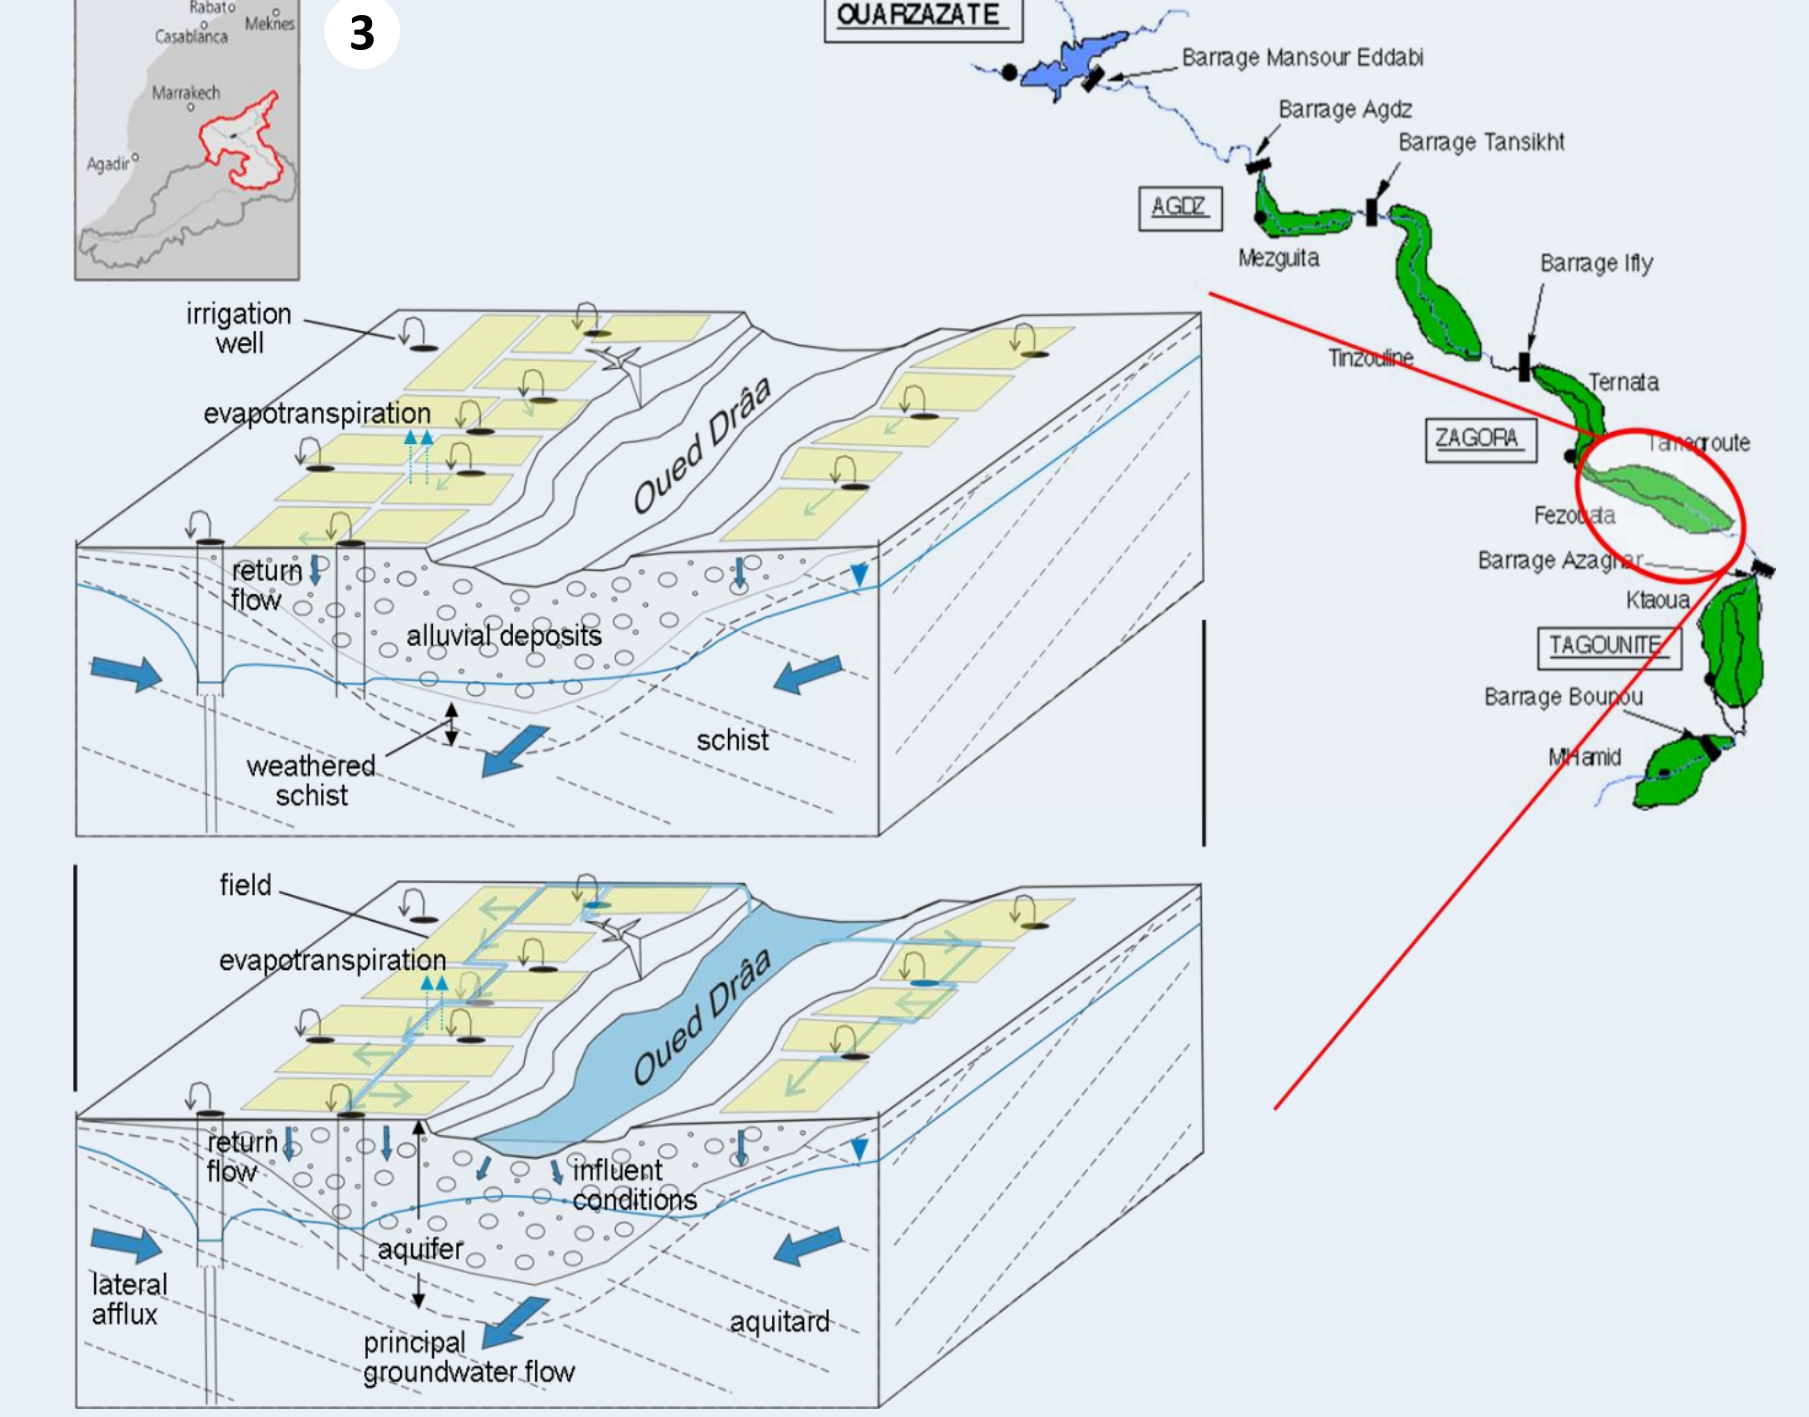 Rabato
Meknes
Casablanca
Marrakech
Agadir
3
OUARZAZATE
Barrage Mansour Eddabi
Barrage Agdz
Barrage Tansikht
AGDZ
Mezguita
Barrage Ifly
Tinzouline
Ternata
ZAGORA
Tamegroute
Fezouata
Barrage Azaghar
Ktaoua
TAGOUNITE
Barrage Bounou
M'Hamid
irrigation
well
evapotranspiration
Oued Drâa
return
flow
alluvial deposits
weathered
schist
schist
field
evapotranspiration
Oued Drâa
return
flow
influent
conditions
aquifer
lateral
afflux
aquitard
principal
groundwater flow